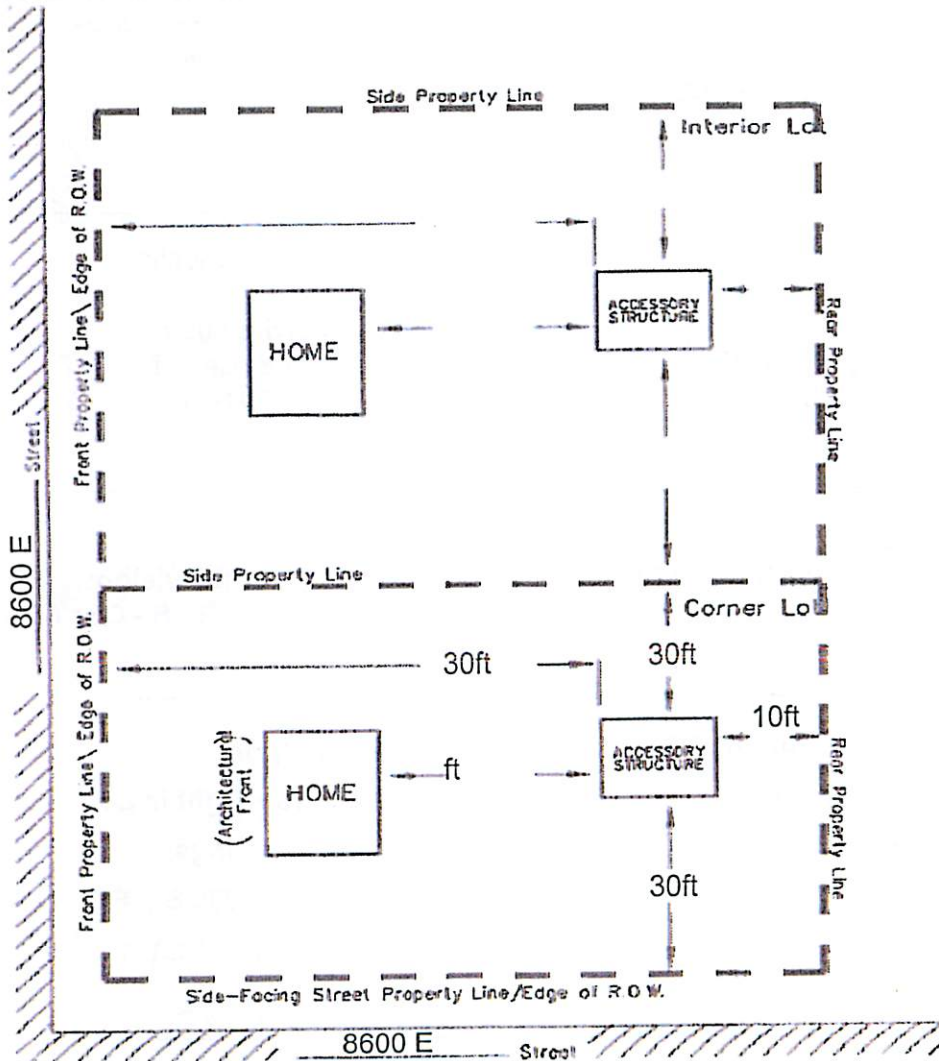 Side Property Line
Interior Lot
Front Property Line\ Edge of R.O.W.
HOME
ACCESSORY
STRUCTURE
Rear Property Line
8600 E Street
Side Property Line
Corner Lot
Front Property Line\ Edge of R.O.W.
30ft
30ft
10ft
(Architectural
Front)
HOME
ft
ACCESSORY
STRUCTURE
Rear Property Line
30ft
Side-Facing Street Property Line/Edge of R.O.W.
8600 E Street